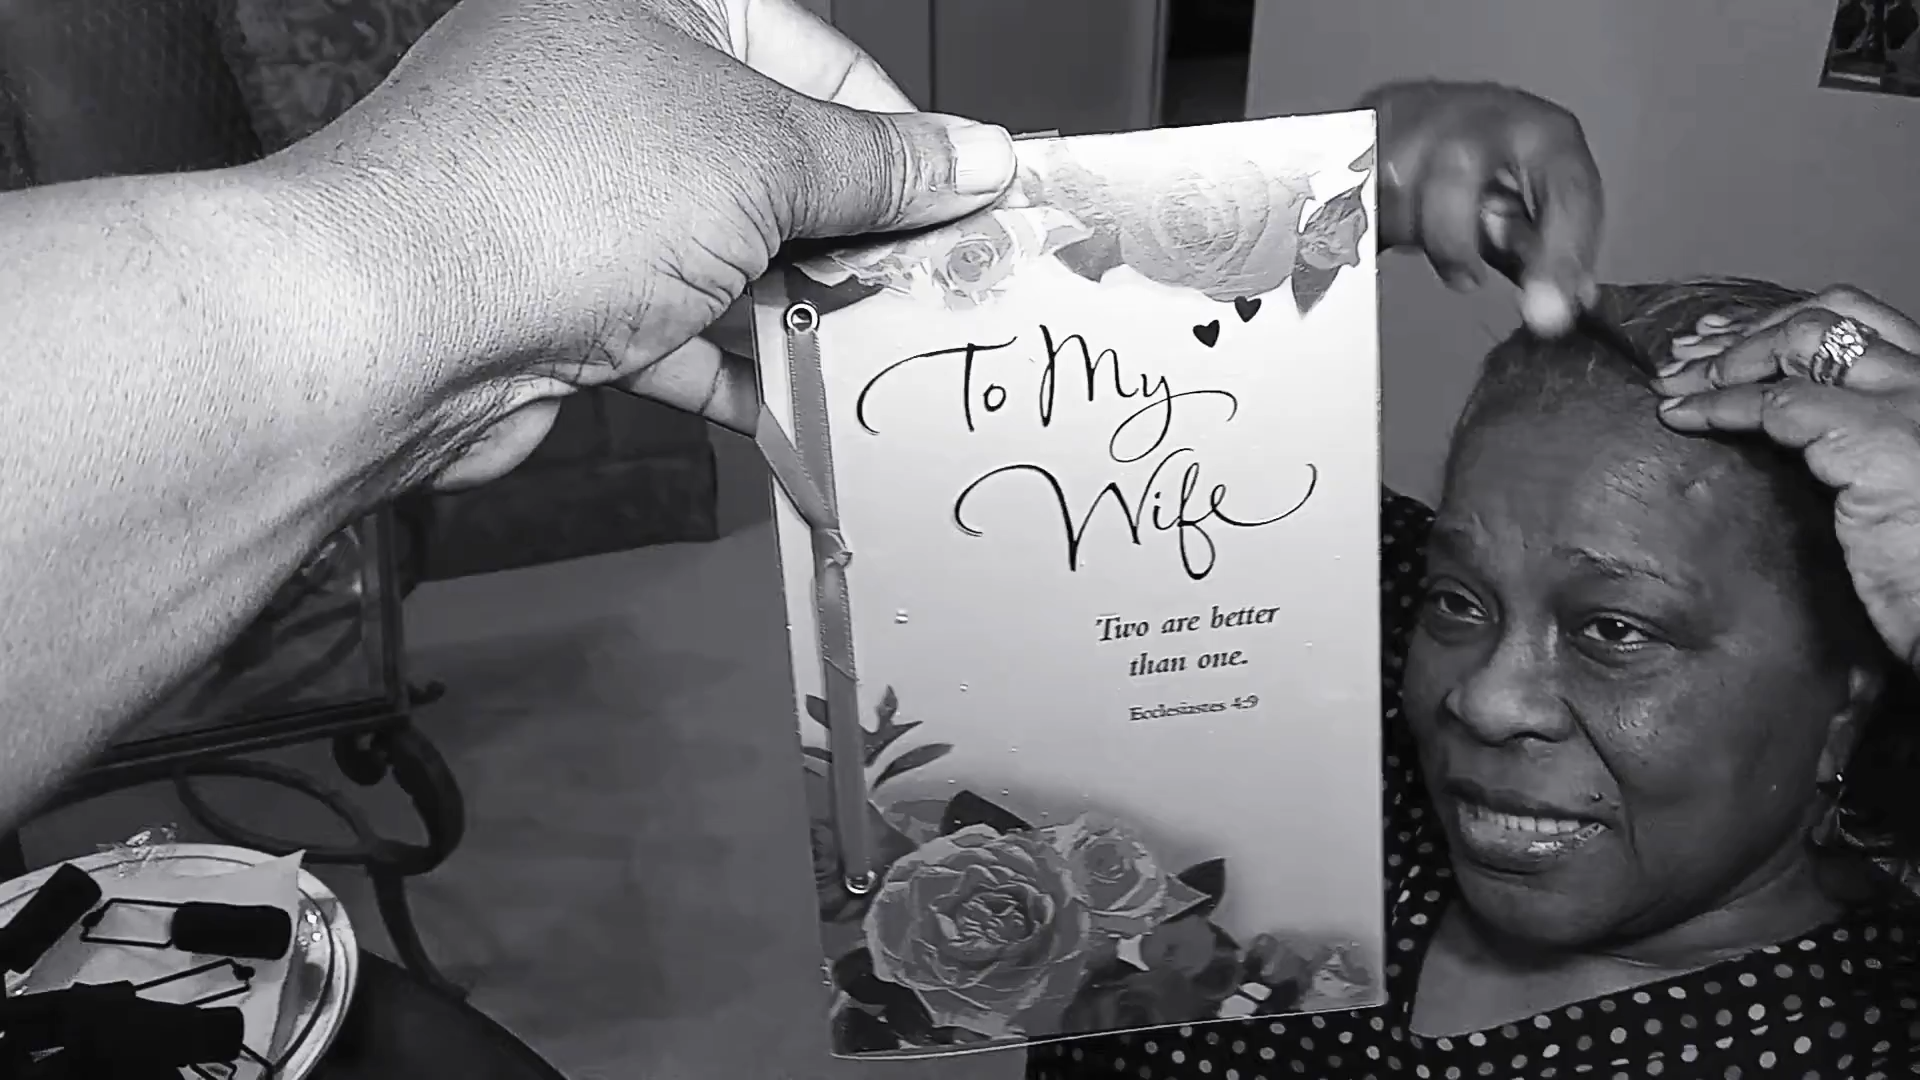 To My
Wife
Two are better
than one.
Ecclesiastes 4:9